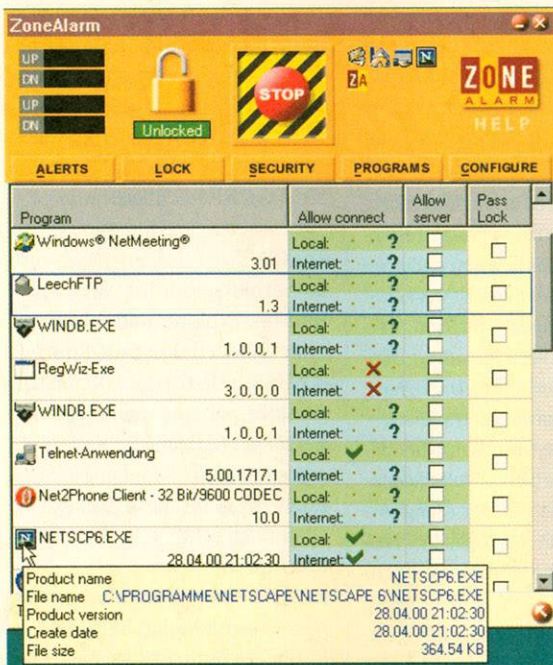 ZoneAlarm
UP
DN
UP
DN
Unlocked
STOP
ZA
ZONE
ALARM
HELP
ALERTS
LOCK
SECURITY
PROGRAMS
CONFIGURE
Program
Allow connect
Allow server
Pass Lock
Windows® NetMeeting®
3.01
Local: ?
Internet: ?
LeechFTP
1.3
Local: ?
Internet: ?
WINDB.EXE
1, 0, 0, 1
Local: ?
Internet: ?
RegWiz-Exe
3, 0, 0, 0
Local:
Internet:
WINDB.EXE
1, 0, 0, 1
Local: ?
Internet: ?
Telnet-Anwendung
5.00.1717.1
Local:
Internet: ?
Net2Phone Client - 32 Bit/9600 CODEC
10.0
Local: ?
Internet: ?
N NETSCP6.EXE
28.04.00 21:02:30
Local:
Internet:
Product name NETSCP6.EXE
File name C:\PROGRAMME\NETSCAPE\NETSCAPE 6\NETSCP6.EXE
Product version 28.04.00 21:02:30
Create date 28.04.00 21:02:30
File size 364.54 KB